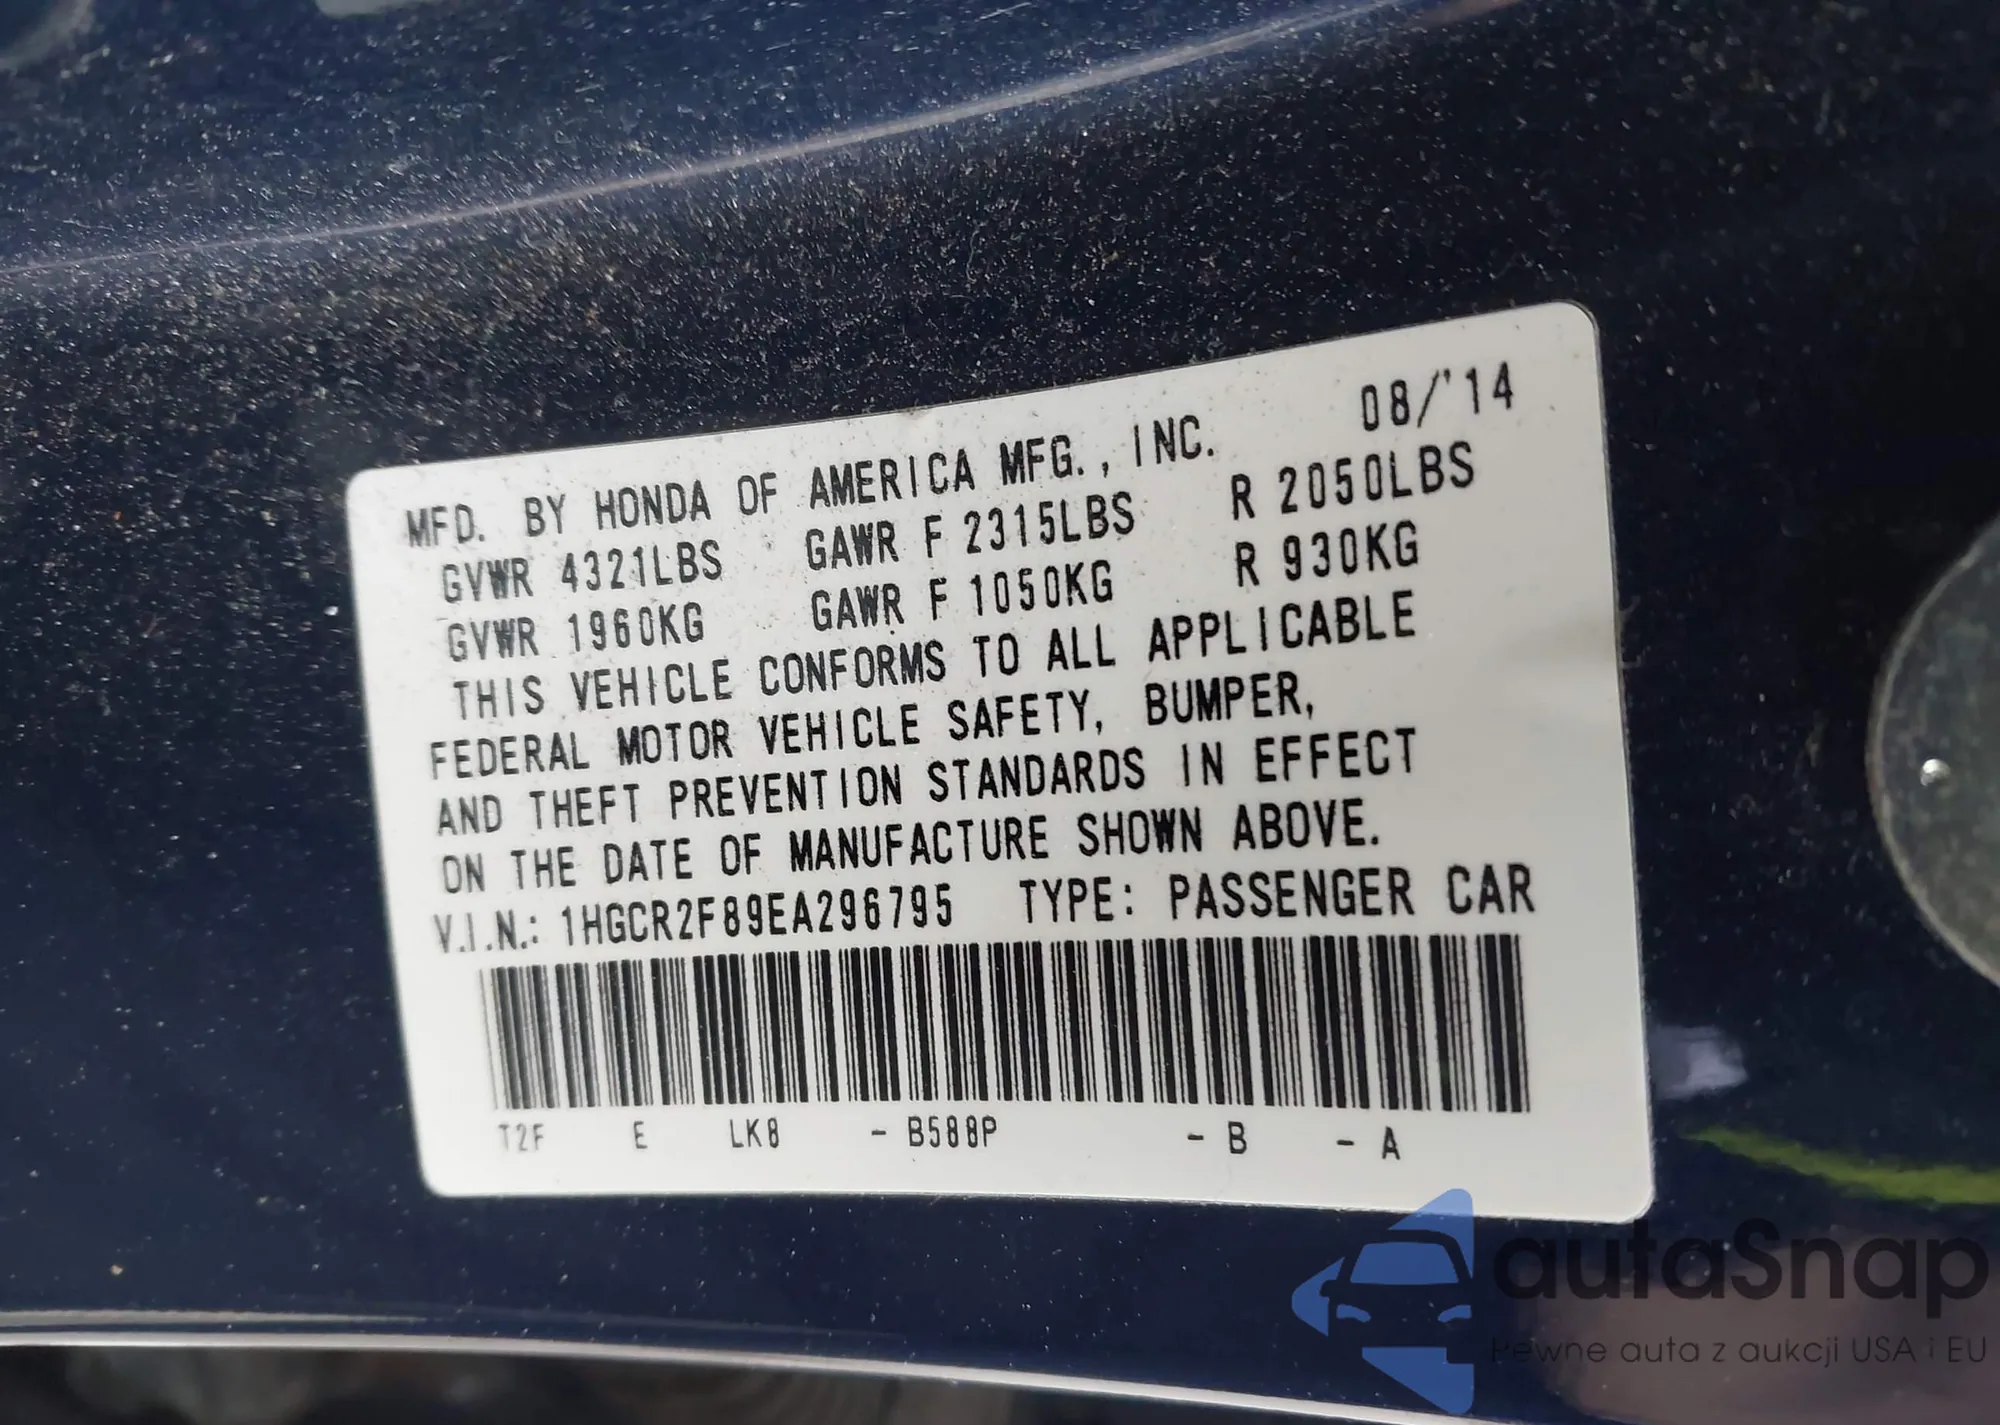 MFD. BY HONDA OF AMERICA MFG., INC. 08/'14
GVWR 4321LBS GAWR F 2315LBS R 2050LBS
GVWR 1960KG GAWR F 1050KG R 930KG
THIS VEHICLE CONFORMS TO ALL APPLICABLE
FEDERAL MOTOR VEHICLE SAFETY, BUMPER,
AND THEFT PREVENTION STANDARDS IN EFFECT
ON THE DATE OF MANUFACTURE SHOWN ABOVE.
V.I.N.: 1HGCR2F89EA296795 TYPE: PASSENGER CAR
T2F E LK8 - B588P - B - A
autaSnap
Pewne auta z aukcji USA i EU